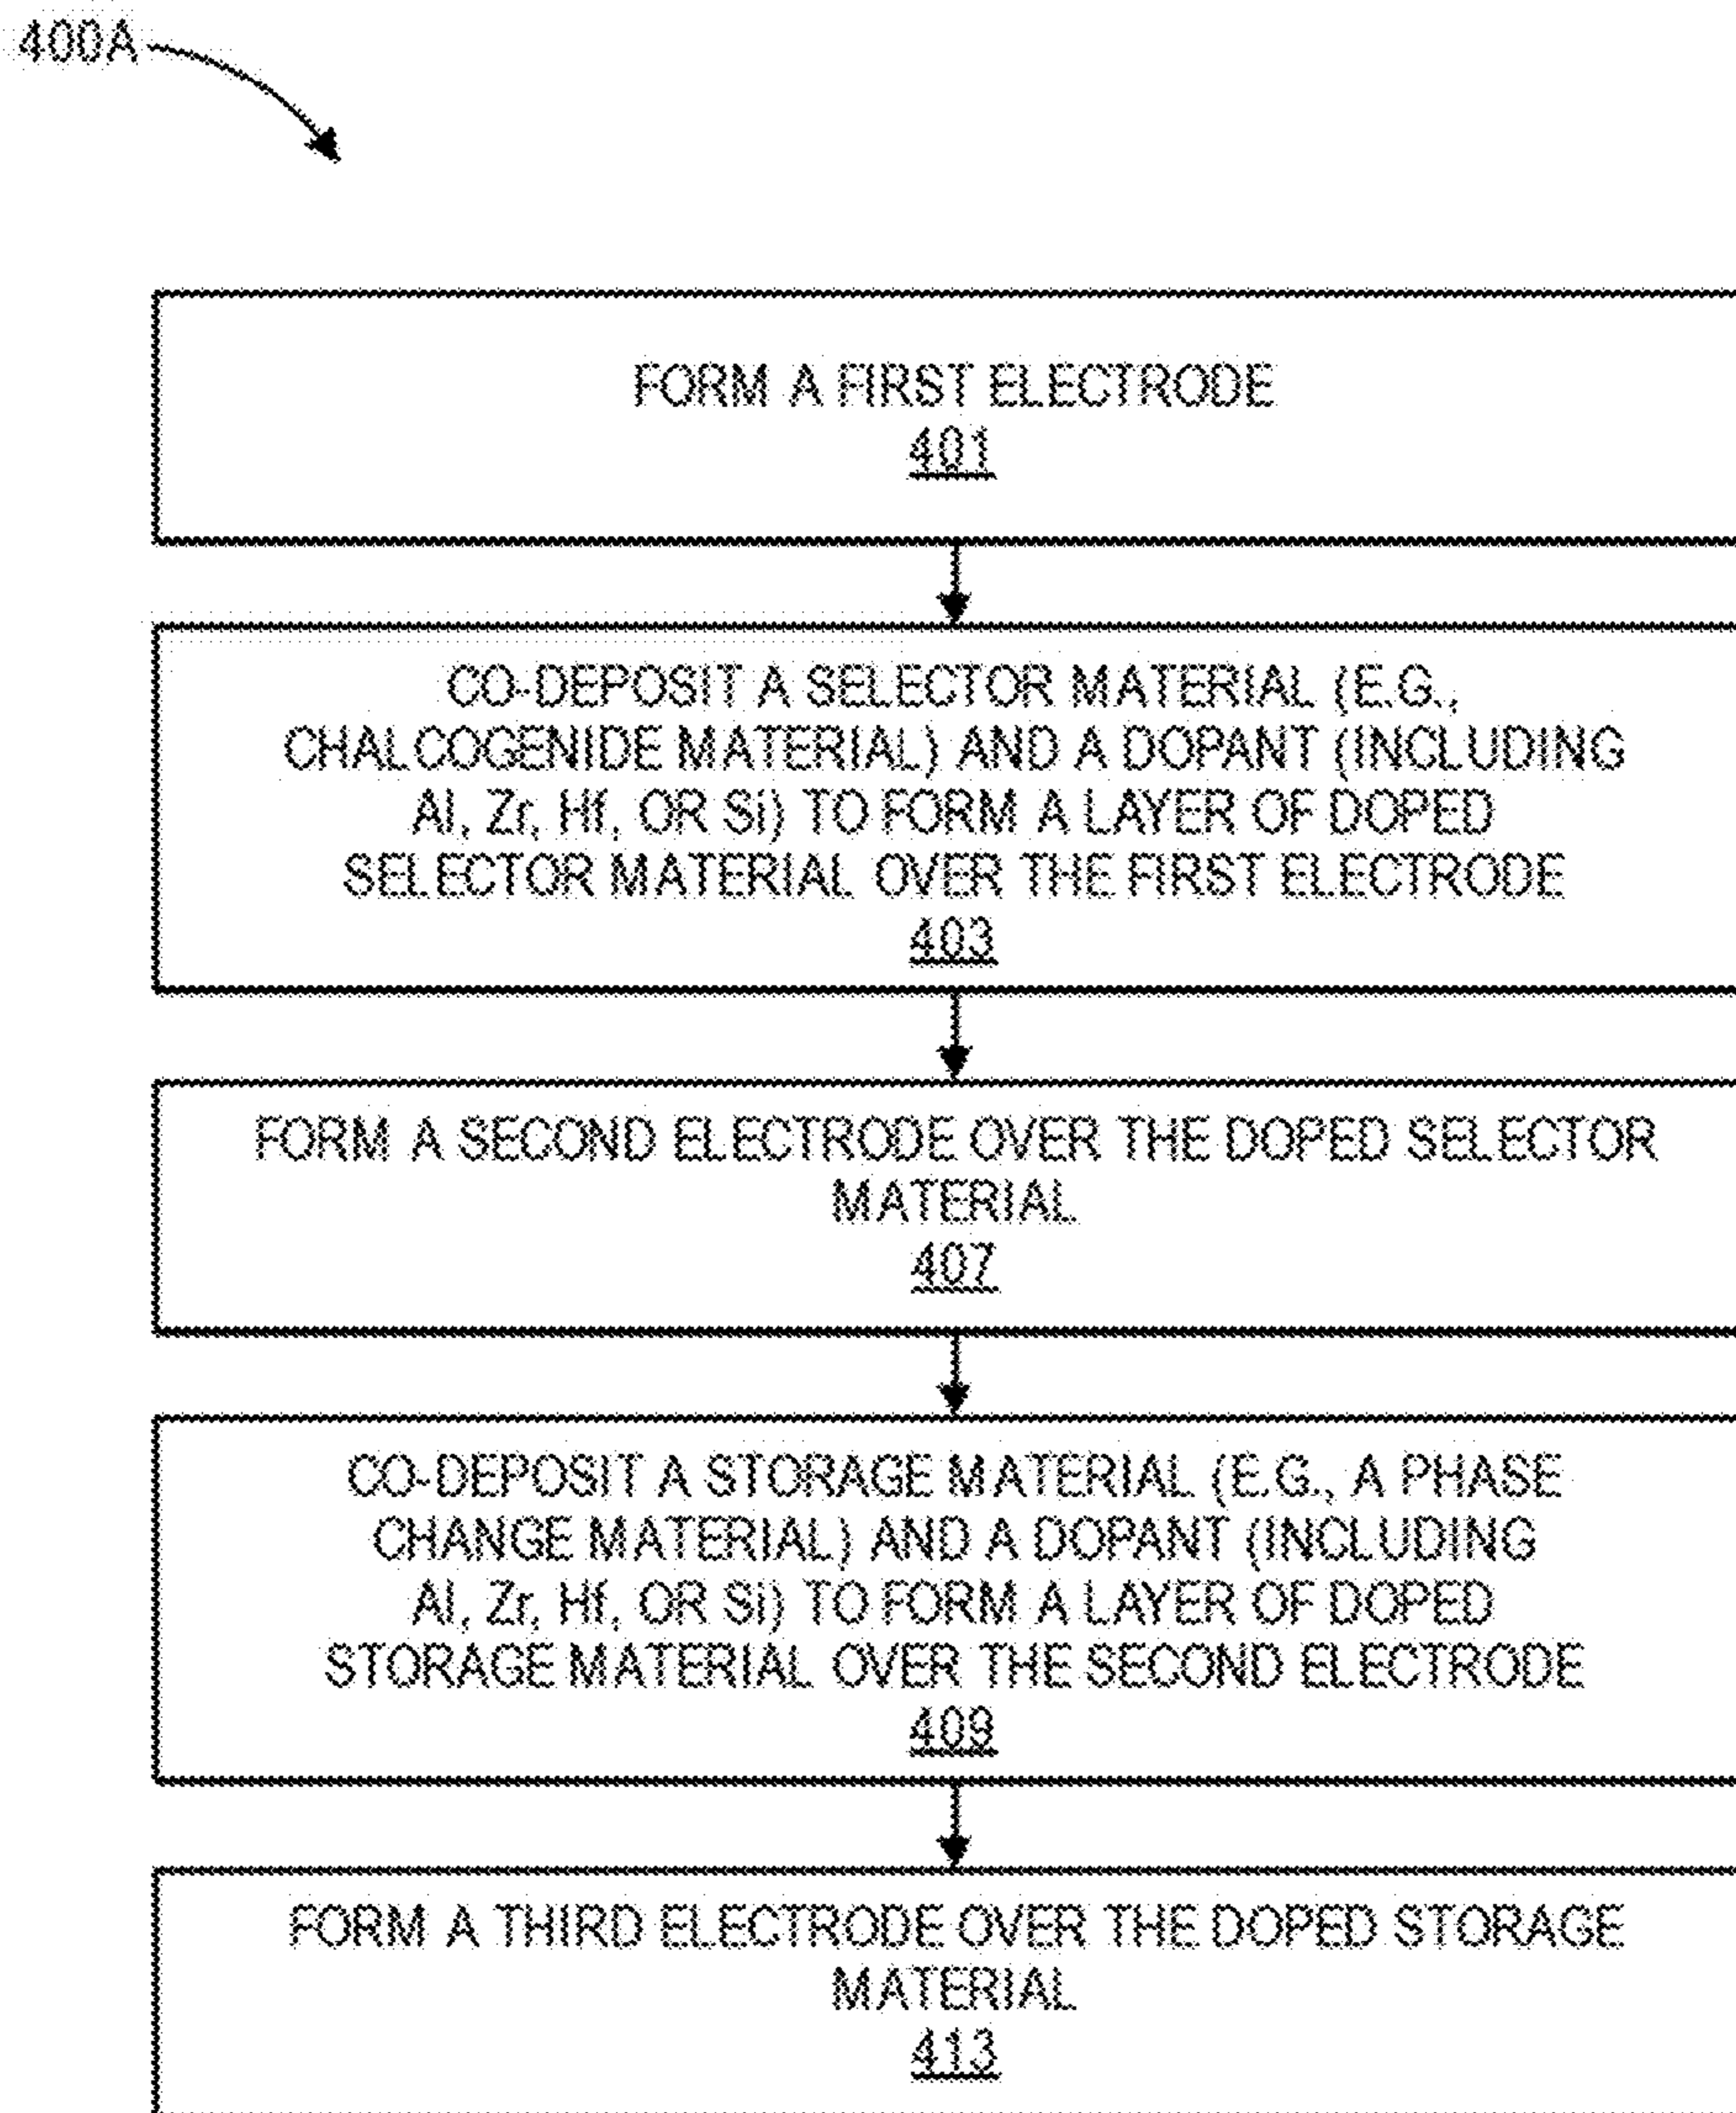 400A
FORM A FIRST ELECTRODE
401
CO-DEPOSIT A SELECTOR MATERIAL (E.G.,
CHALCOGENIDE MATERIAL) AND A DOPANT (INCLUDING
Al, Zr, Hf, OR Si) TO FORM A LAYER OF DOPED
SELECTOR MATERIAL OVER THE FIRST ELECTRODE
403
FORM A SECOND ELECTRODE OVER THE DOPED SELECTOR
MATERIAL
407
CO-DEPOSIT A STORAGE MATERIAL (E.G., A PHASE
CHANGE MATERIAL) AND A DOPANT (INCLUDING
Al, Zr, Hf, OR Si) TO FORM A LAYER OF DOPED
STORAGE MATERIAL OVER THE SECOND ELECTRODE
409
FORM A THIRD ELECTRODE OVER THE DOPED STORAGE
MATERIAL
413